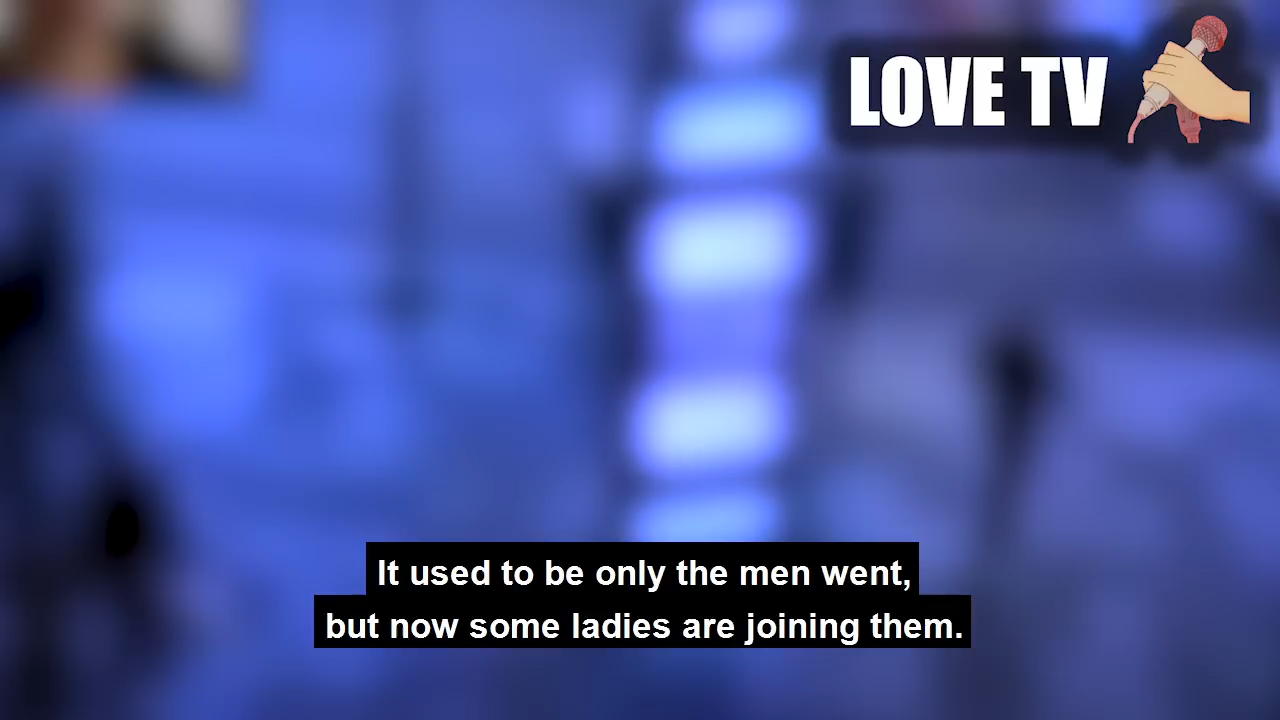 LOVE TV
It used to be only the men went,
but now some ladies are joining them.